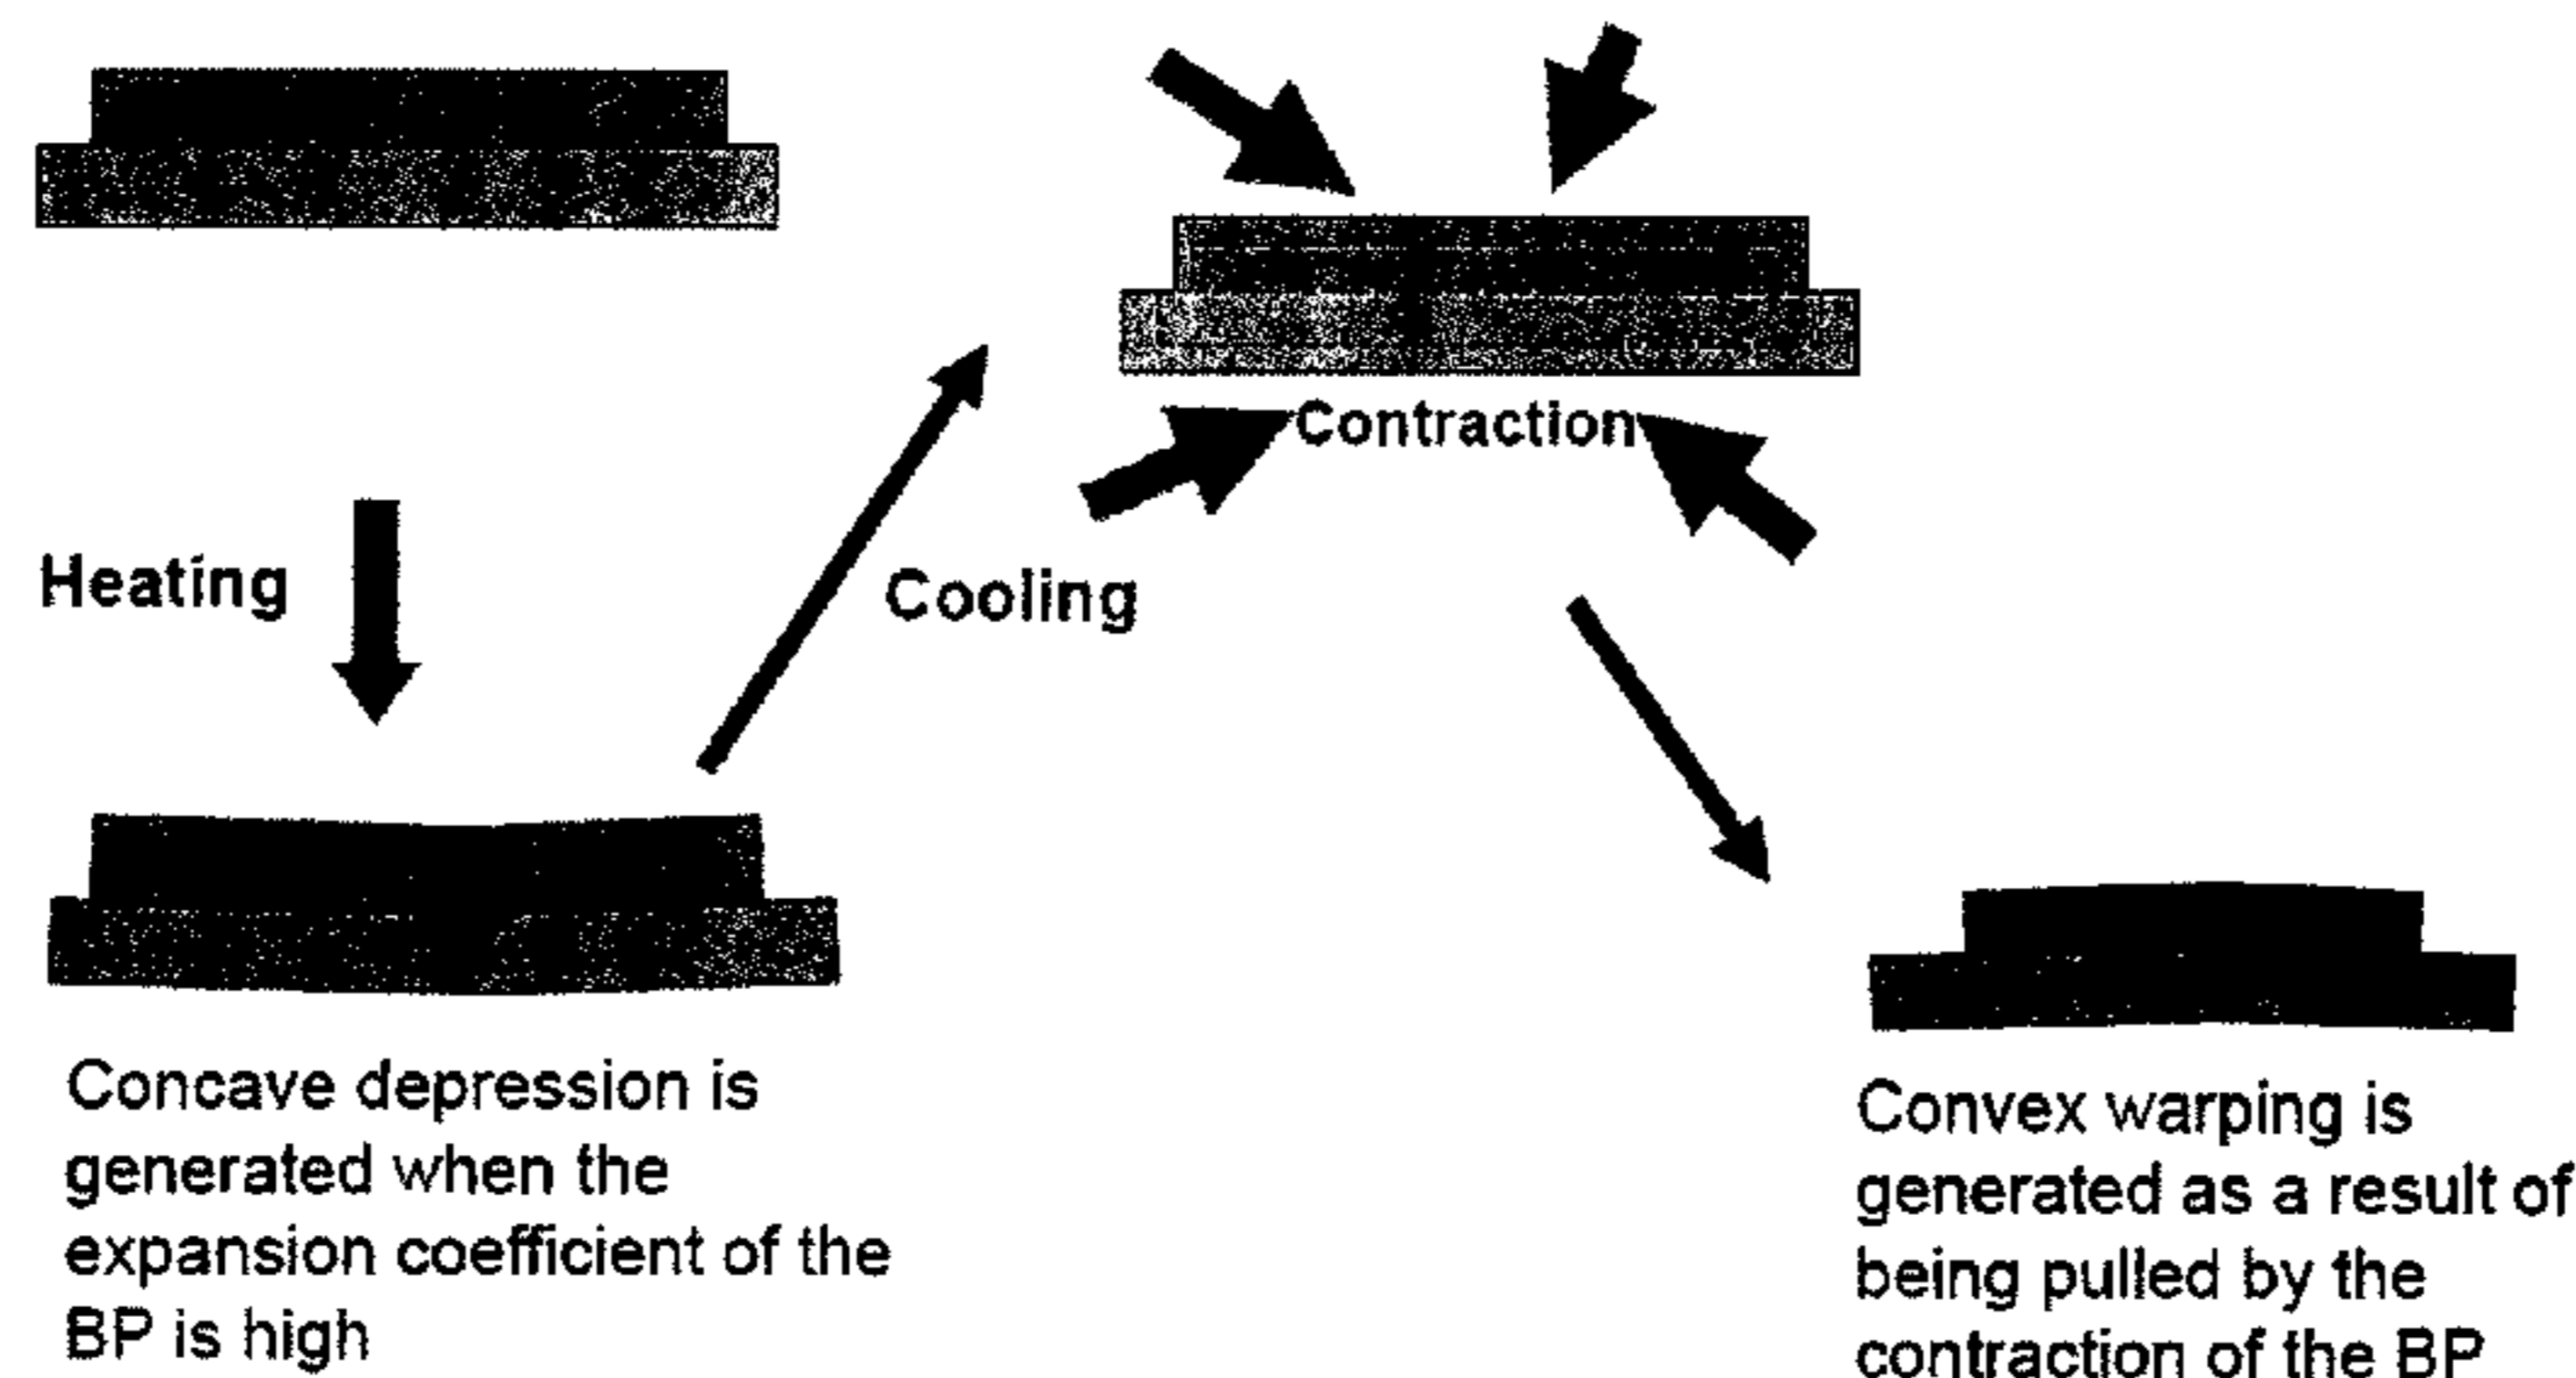 Contraction
Heating
Cooling
Concave depression is
generated when the
expansion coefficient of the
BP is high
Convex warping is
generated as a result of
being pulled by the
contraction of the BP